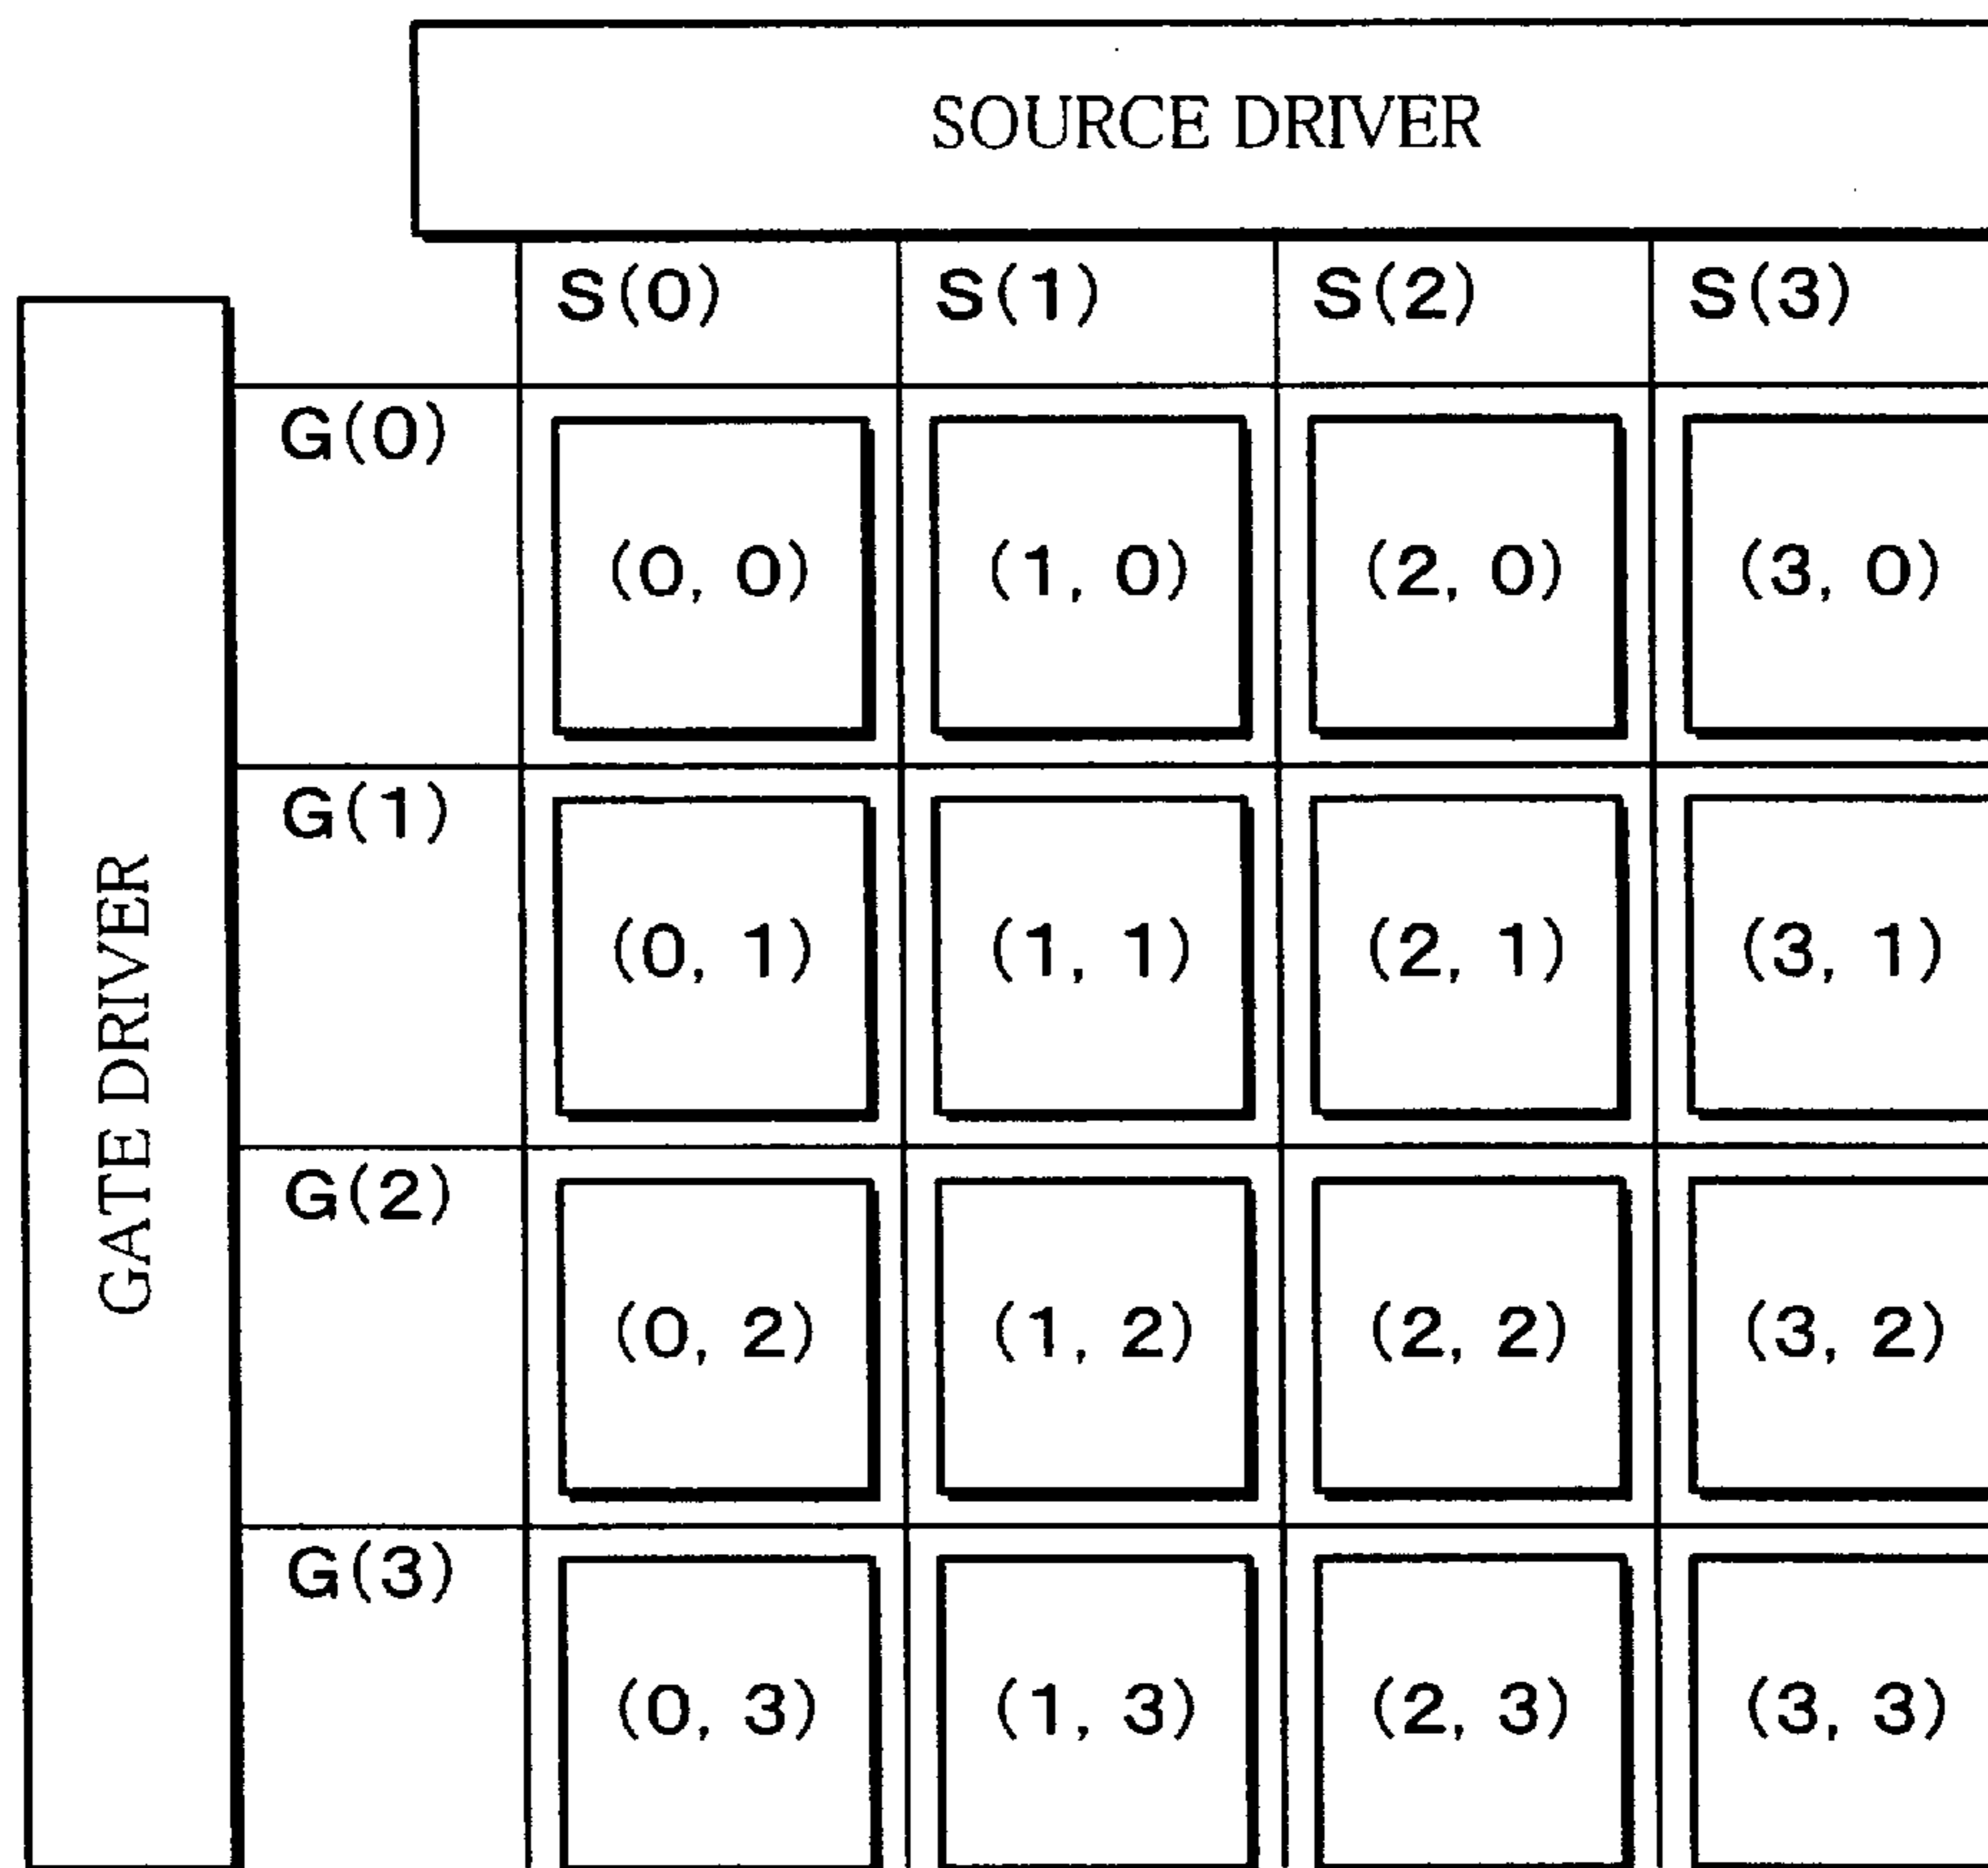 SOURCE DRIVER
S(0) S(1) S(2) S(3)
GATE DRIVER
G(0)
(0, 0) (1, 0) (2, 0) (3, 0)
G(1)
(0, 1) (1, 1) (2, 1) (3, 1)
G(2)
(0, 2) (1, 2) (2, 2) (3, 2)
G(3)
(0, 3) (1, 3) (2, 3) (3, 3)